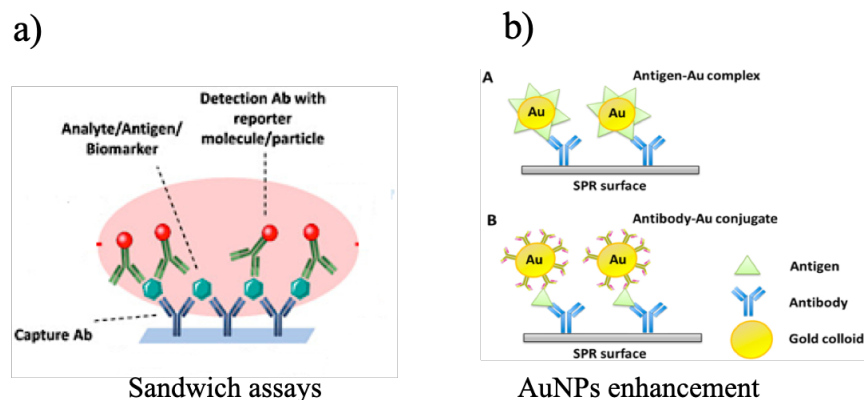 a)
Analyte/Antigen/
Biomarker
Detection Ab with
reporter
molecule/particle
Capture Ab
Sandwich assays
b)
A
Antigen-Au complex
Au
Au
SPR surface
B
Antibody-Au conjugate
Au
Au
SPR surface
Antigen
Antibody
Gold colloid
AuNPs enhancement